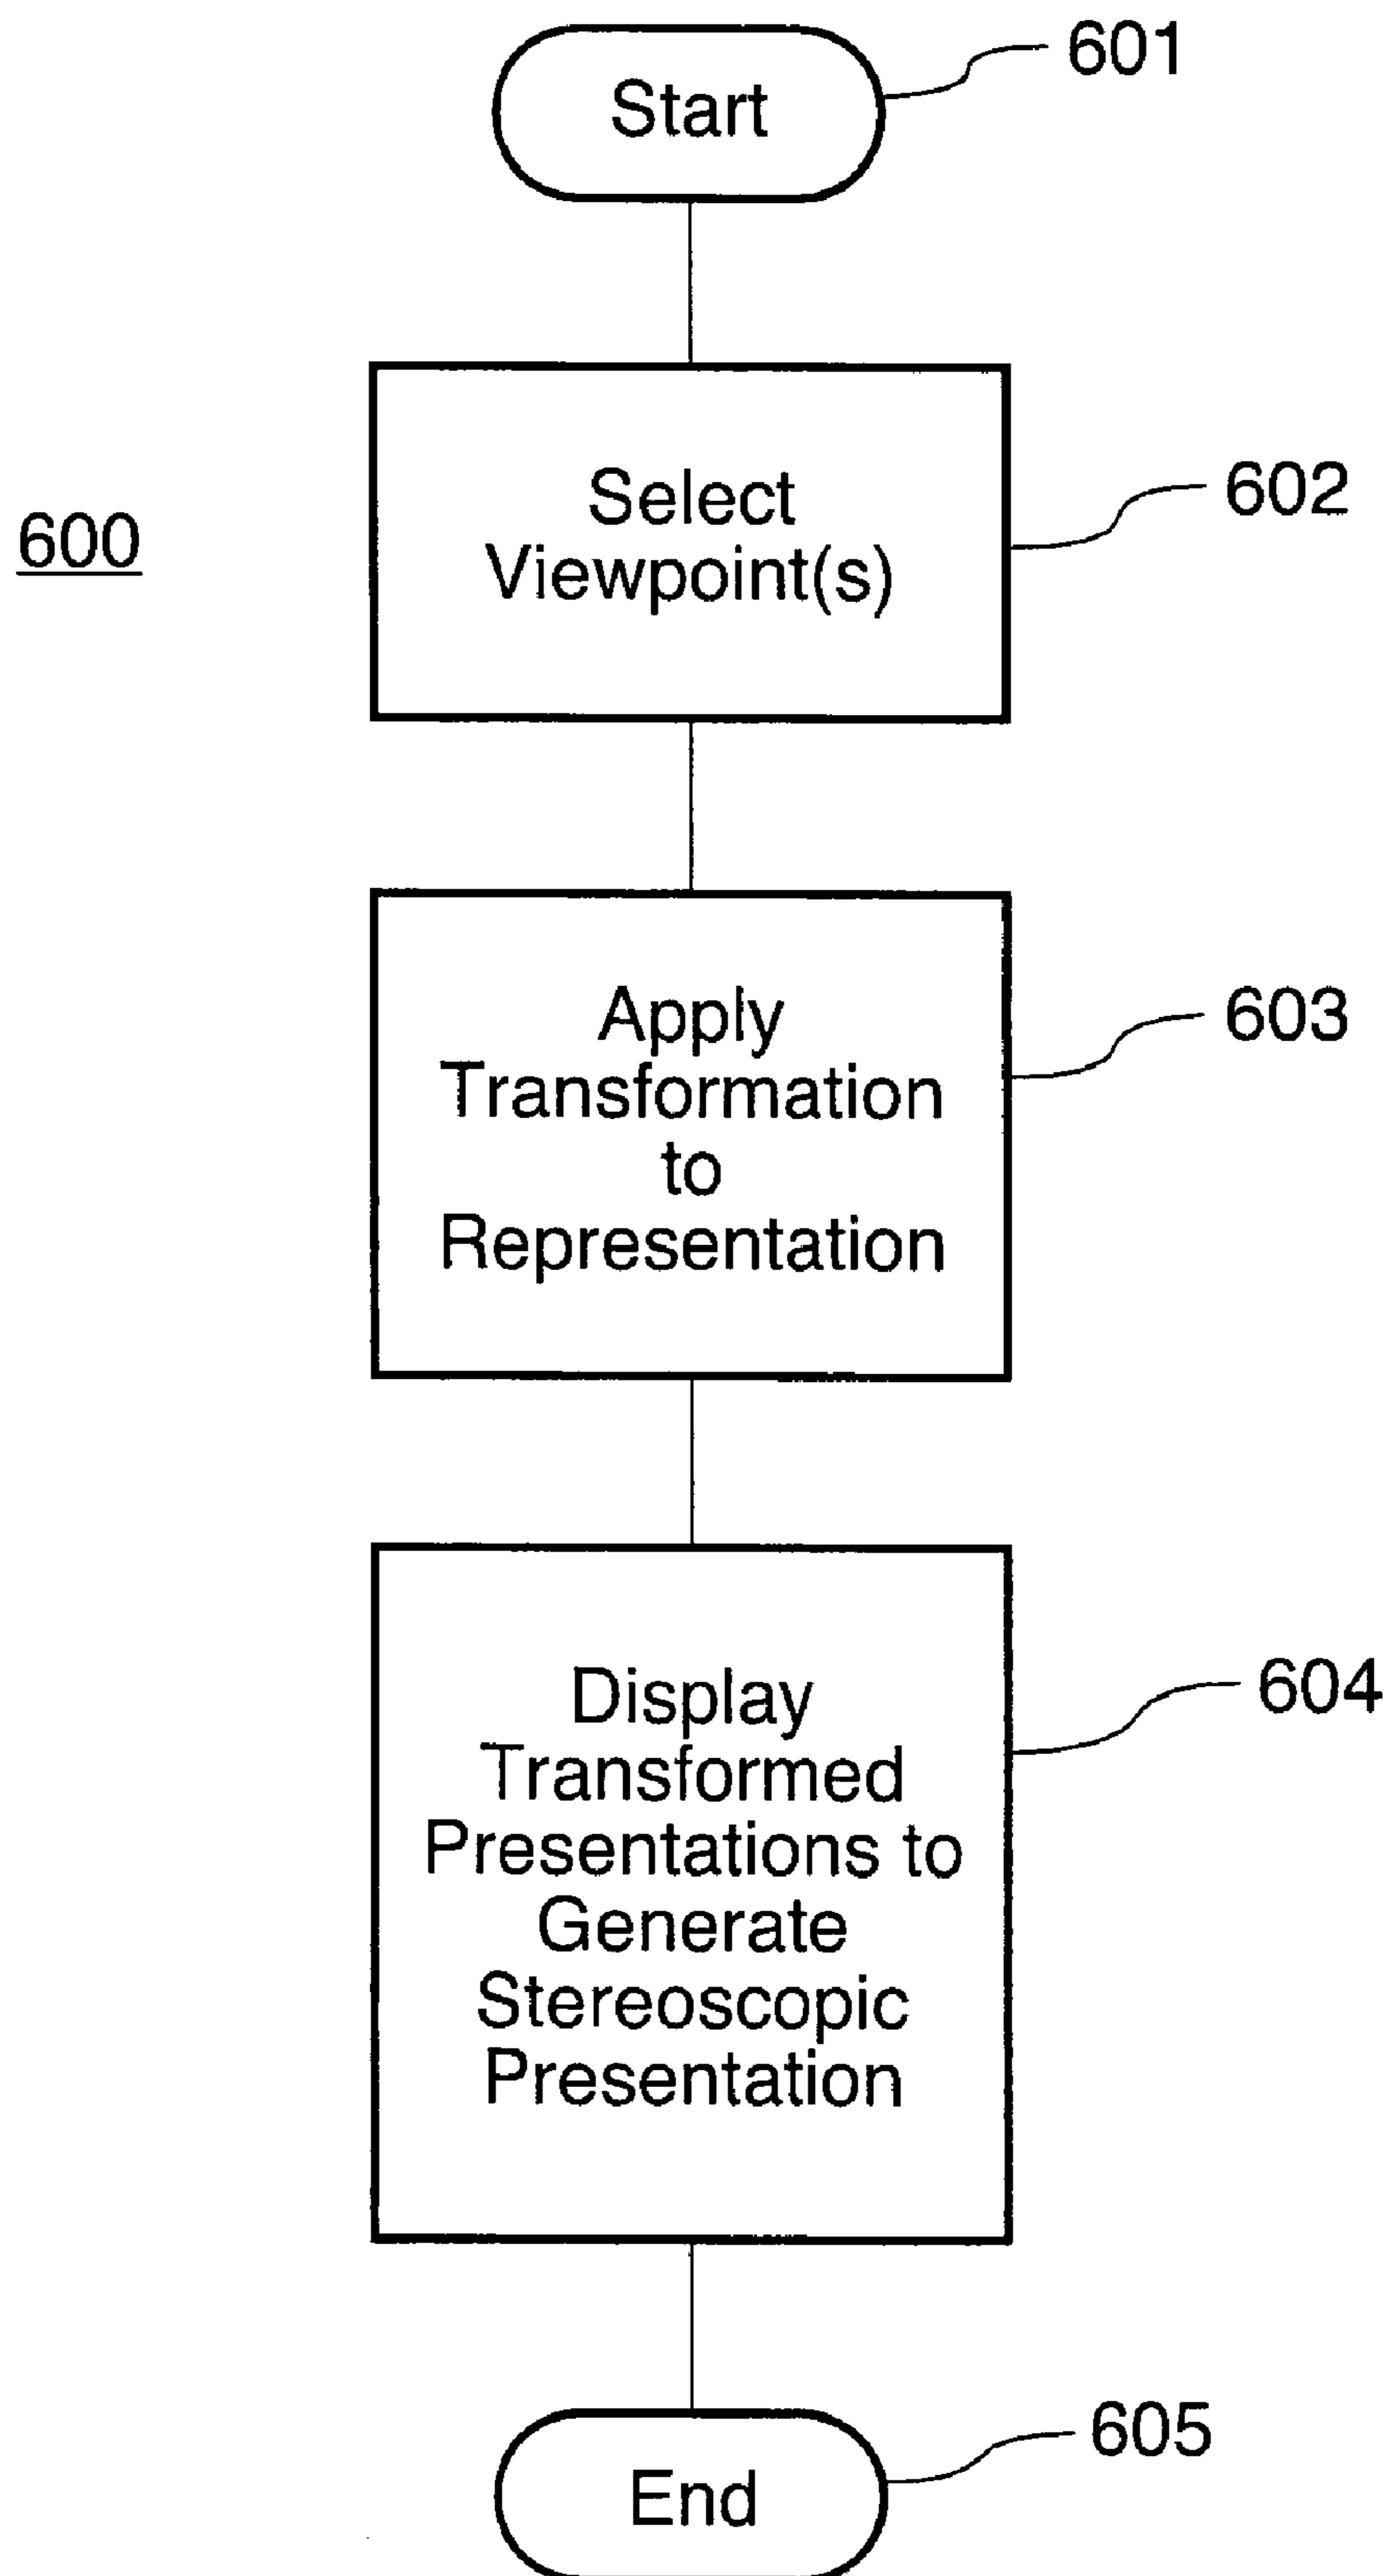 Start
601
600
Select
Viewpoint(s)
602
Apply
Transformation
to
Representation
603
Display
Transformed
Presentations to
Generate
Stereoscopic
Presentation
604
End
605